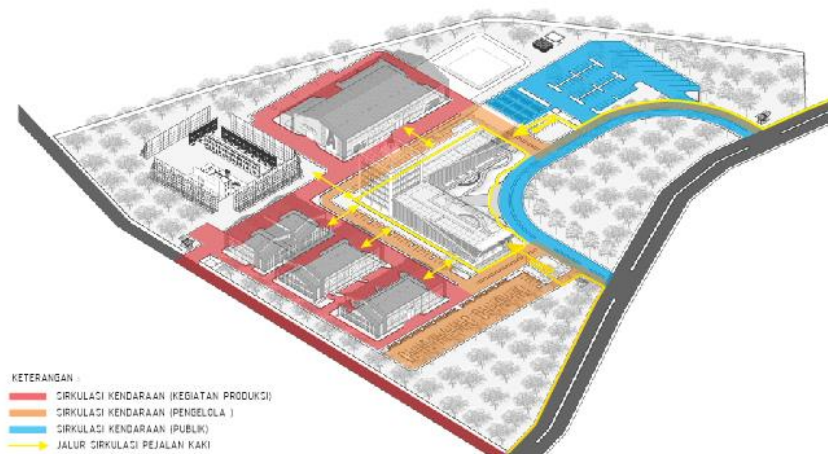 KETERANGAN :
SIRKULASI KENDARAAN (KEGIATAN PRODUKSI)
SIRKULASI KENDARAAN (PENGELOLA )
SIRKULASI KENDARAAN (PUBLIK)
JALUR SIRKULASI PEJALAN KAKI